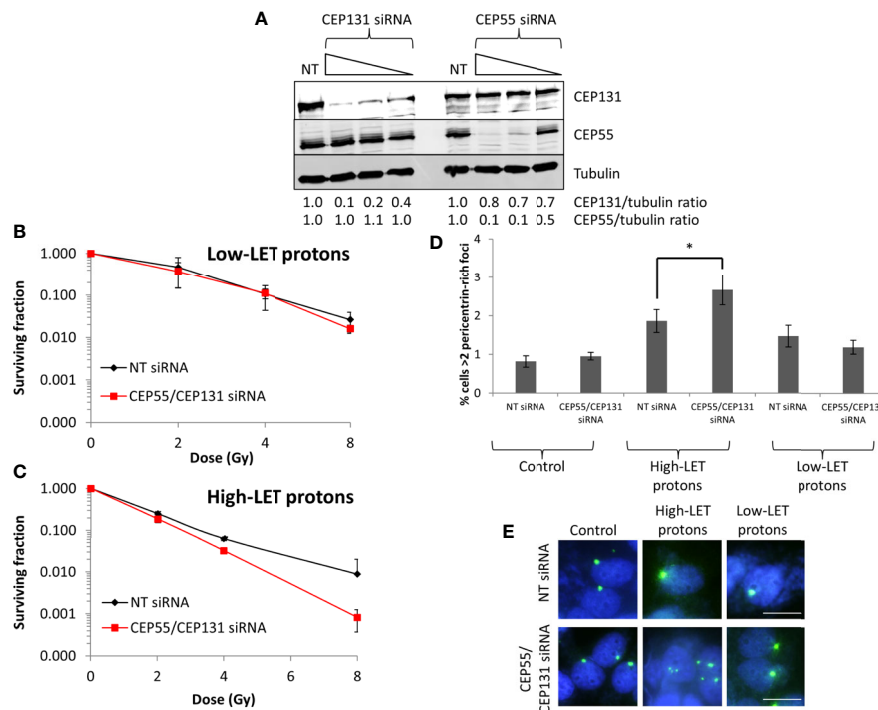 A
CEP131 siRNA
CEP55 siRNA
NT
NT
CEP131
CEP55
Tubulin
1.0 0.1 0.2 0.4 1.0 0.8 0.7 0.7 CEP131/tubulin ratio
1.0 1.0 1.1 1.0 1.0 0.1 0.1 0.5 CEP55/tubulin ratio
B
Low-LET protons
Surviving fraction
1.000
0.100
0.010
0.001
0.000
NT siRNA
CEP55/CEP131 siRNA
0 2 4 8
Dose (Gy)
C
High-LET protons
Surviving fraction
1.000
0.100
0.010
0.001
0.000
NT siRNA
CEP55/CEP131 siRNA
0 2 4 8
Dose (Gy)
D
% cells >2 pericentrin-rich foci
4
3
2
1
0
*
NT siRNA
CEP55/CEP131
siRNA
NT siRNA
CEP55/CEP131
siRNA
NT siRNA
CEP55/CEP131
siRNA
Control
High-LET
protons
Low-LET
protons
E
Control
High-LET
protons
Low-LET
protons
NT siRNA
CEP55/
CEP131 siRNA